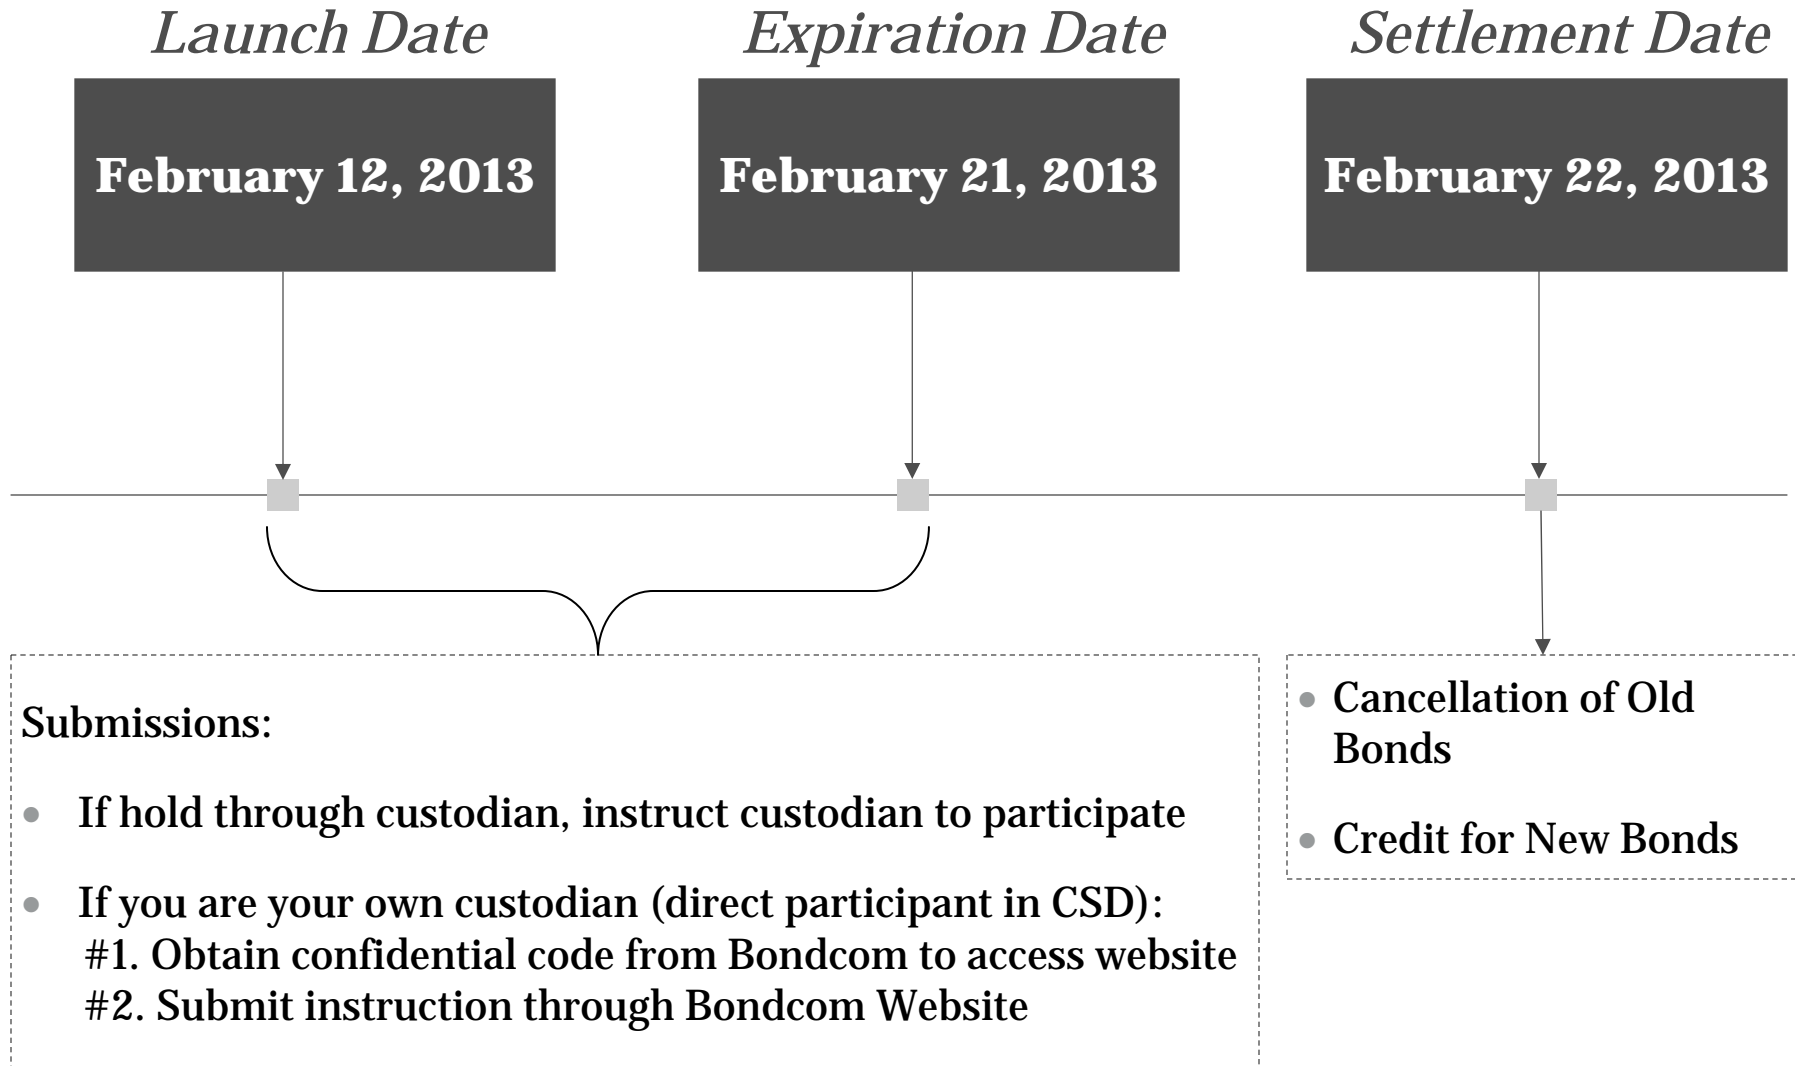 Launch Date
Expiration Date
Settlement Date
February 12, 2013
February 21, 2013
February 22, 2013
Submissions:
• If hold through custodian, instruct custodian to participate
• If you are your own custodian (direct participant in CSD):
#1. Obtain confidential code from Bondcom to access website
#2. Submit instruction through Bondcom Website
• Cancellation of Old
Bonds
• Credit for New Bonds